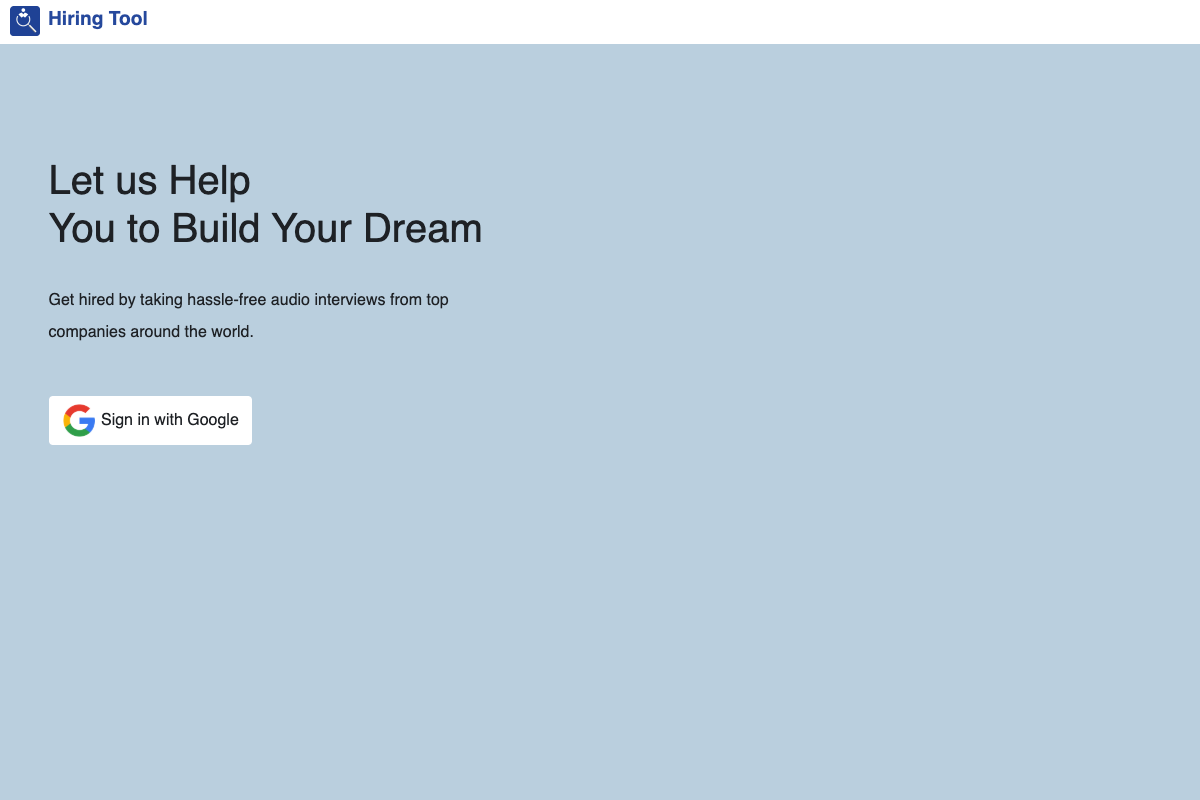 Hiring Tool
Let us Help
You to Build Your Dream
Get hired by taking hassle-free audio interviews from top
companies around the world.
Sign in with Google